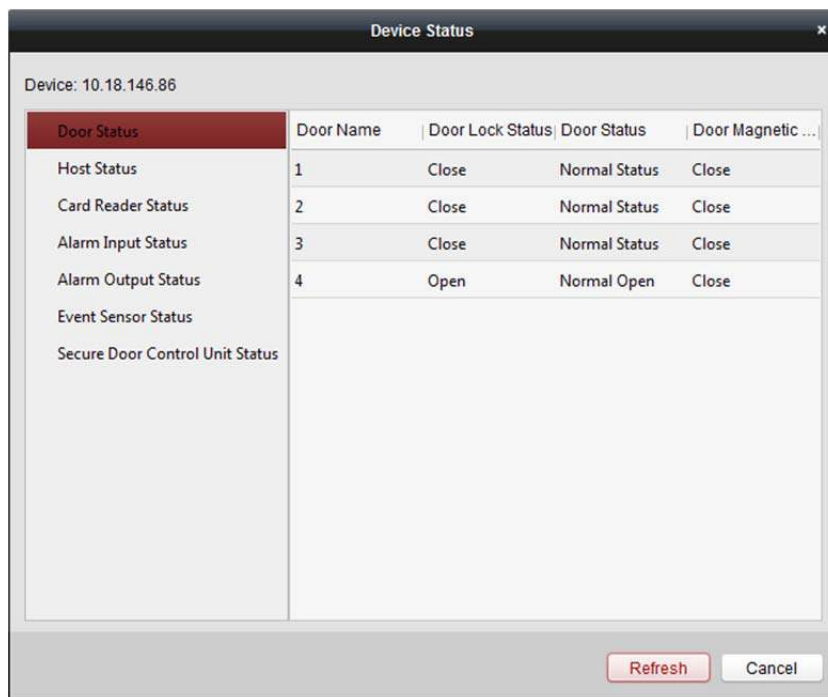 Device Status ×
Device: 10.18.146.86
Door Status
Host Status
Card Reader Status
Alarm Input Status
Alarm Output Status
Event Sensor Status
Secure Door Control Unit Status
Door Name Door Lock Status Door Status Door Magnetic ...
1 Close Normal Status Close
2 Close Normal Status Close
3 Close Normal Status Close
4 Open Normal Open Close
Refresh Cancel